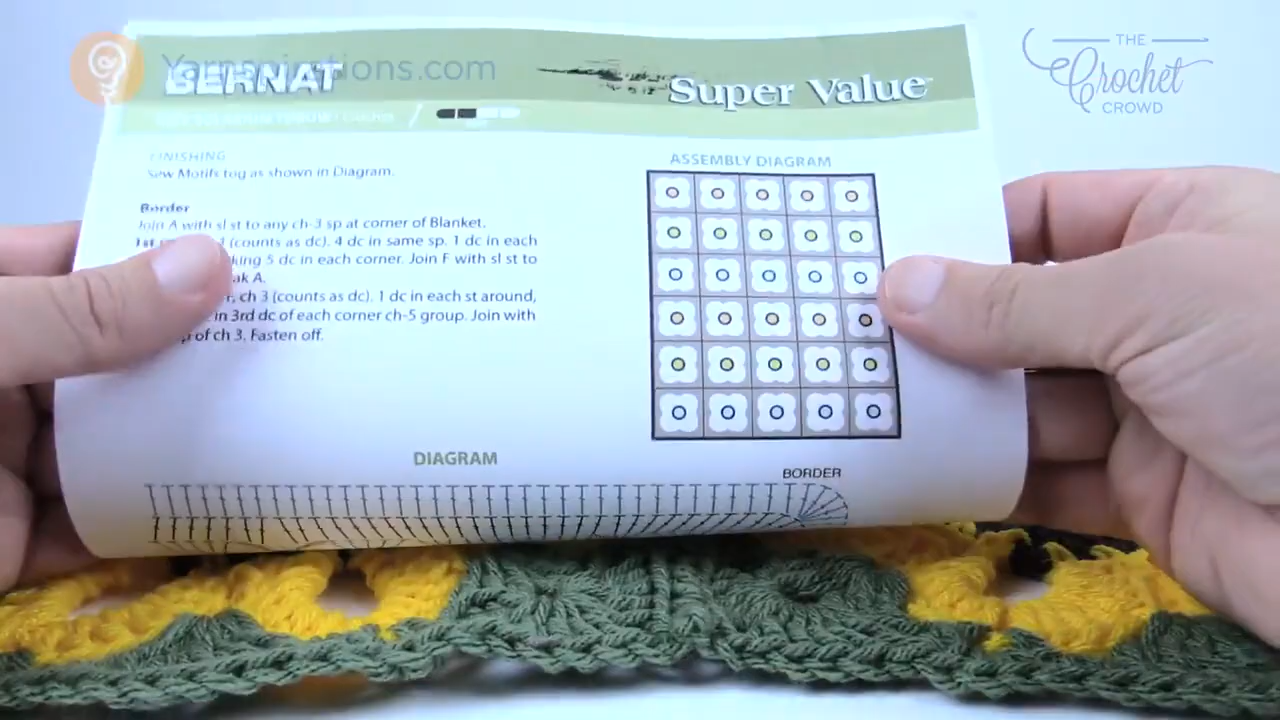 Yarnspirations.com
BERNAT
Super Value
THE
Crochet
CROWD
FINISHING
Sew Motifs tog as shown in Diagram.
Border
Join A with sl st to any ch-3 sp at corner of Blanket.
1st (counts as dc). 4 dc in same sp. 1 dc in each
king 5 dc in each corner. Join F with sl st to
ak A.
F, ch 3 (counts as dc). 1 dc in each st around,
in 3rd dc of each corner ch-5 group. Join with
of ch 3. Fasten off.
ASSEMBLY DIAGRAM
DIAGRAM
BORDER